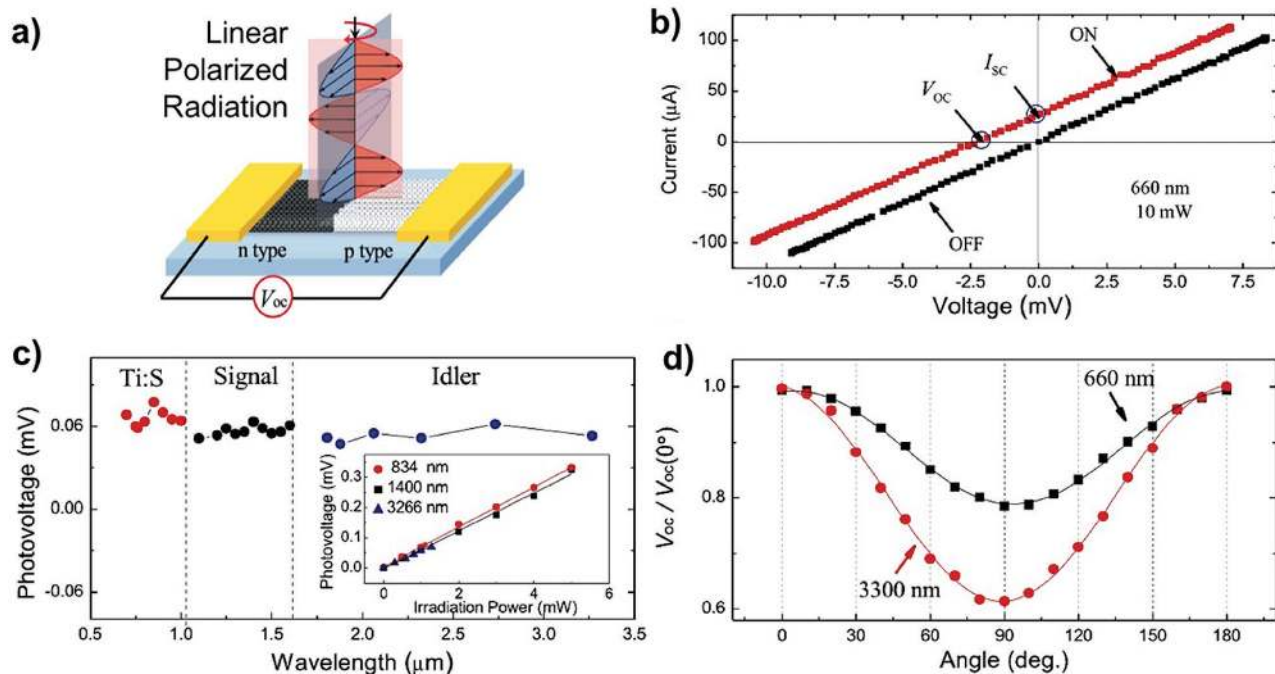 a)
Linear
Polarized
Radiation
n type
p type
Voc
b)
Current (μA)
100
50
0
-50
-100
ON
ISC
VOC
OFF
660 nm
10 mW
-10.0 -7.5 -5.0 -2.5 0.0 2.5 5.0 7.5
Voltage (mV)
c)
Photovoltage (mV)
0.06
0.00
-0.06
Ti:S Signal Idler
Photovoltage (mV)
0.3
0.2
0.1
0.0
834 nm
1400 nm
3266 nm
0 2 4 6
Irradiation Power (mW)
0.5 1.0 1.5 2.0 2.5 3.0 3.5
Wavelength (μm)
d)
Voc / Voc(0°)
1.0
0.8
0.6
660 nm
3300 nm
0 30 60 90 120 150 180
Angle (deg.)